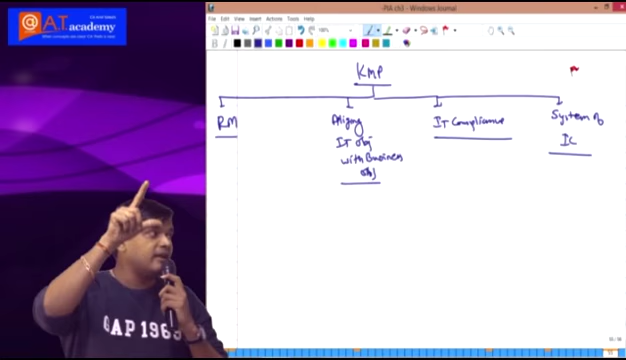 -PIA ch3 - Windows Journal
@A.T.
academy
File Edit View Insert Actions Tools Help
100%
B I
KMP
RM
Aligning
IT obj
with Business
obj
IT Compliance
System of
IC
GAP 1969